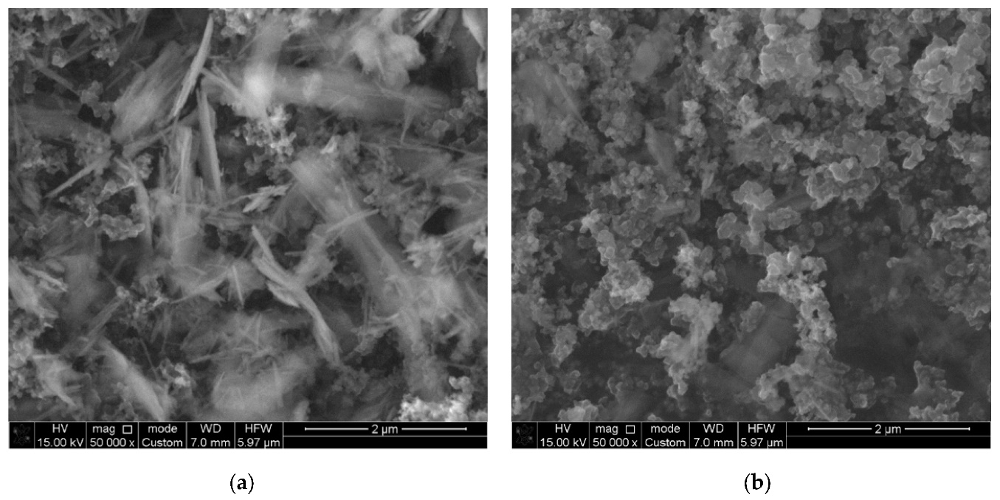 HV mag mode WD HFW 2 µm
15.00 kV 50 000 x Custom 7.0 mm 5.97 µm
HV mag mode WD HFW 2 µm
15.00 kV 50 000 x Custom 7.0 mm 5.97 µm
(a) (b)